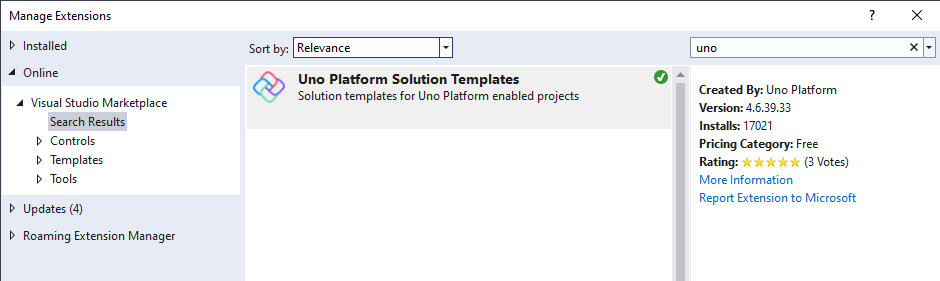 Manage Extensions
Installed
Online
Visual Studio Marketplace
Search Results
Controls
Templates
Tools
Updates (4)
Roaming Extension Manager
Sort by: Relevance
Uno Platform Solution Templates
Solution templates for Uno Platform enabled projects
uno
Created By: Uno Platform
Version: 4.6.39.33
Installs: 17021
Pricing Category: Free
Rating: (3 Votes)
More Information
Report Extension to Microsoft